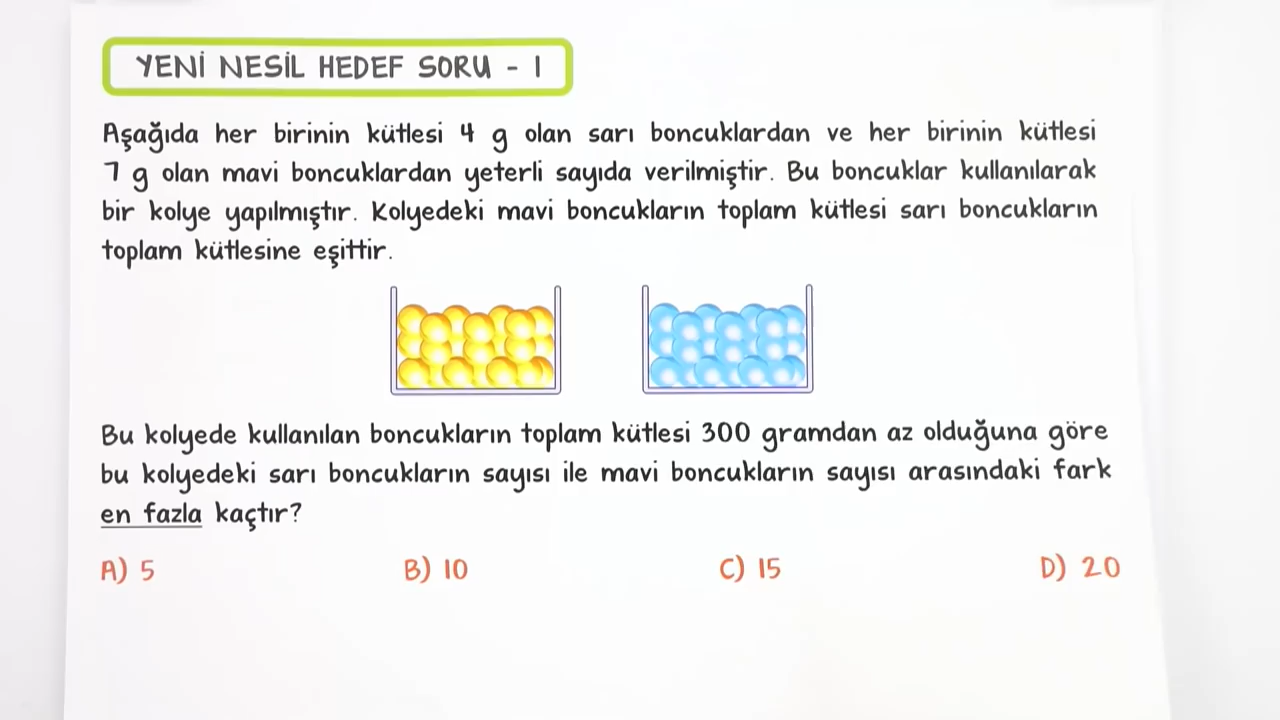 YENİ NESİL HEDEF SORU - 1
Aşağıda her birinin kütlesi 4 g olan sarı boncuklardan ve her birinin kütlesi
7 g olan mavi boncuklardan yeterli sayıda verilmiştir. Bu boncuklar kullanılarak
bir kolye yapılmıştır. Kolyedeki mavi boncukların toplam kütlesi sarı boncukların
toplam kütlesine eşittir.
Bu kolyede kullanılan boncukların toplam kütlesi 300 gramdan az olduğuna göre
bu kolyedeki sarı boncukların sayısı ile mavi boncukların sayısı arasındaki fark
en fazla kaçtır?
A) 5 B) 10 C) 15 D) 20